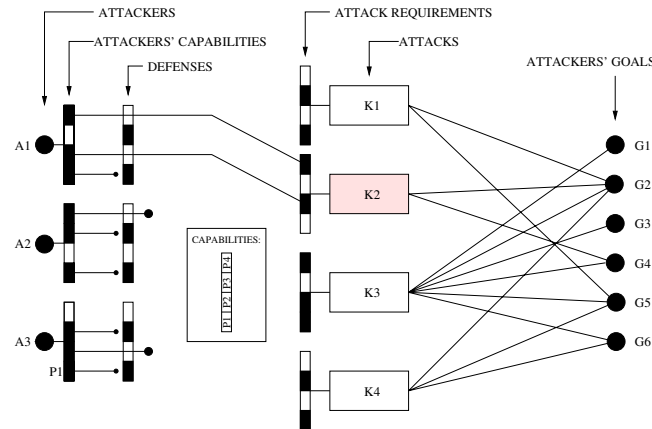 ATTACKERS
ATTACK REQUIREMENTS
ATTACKERS' CAPABILITIES
ATTACKS
DEFENSES
ATTACKERS' GOALS
K1
A1
G1
K2
G2
A2
G3
CAPABILITIES:
P1 P2 P3 P4
G4
K3
G5
A3
G6
P1
K4